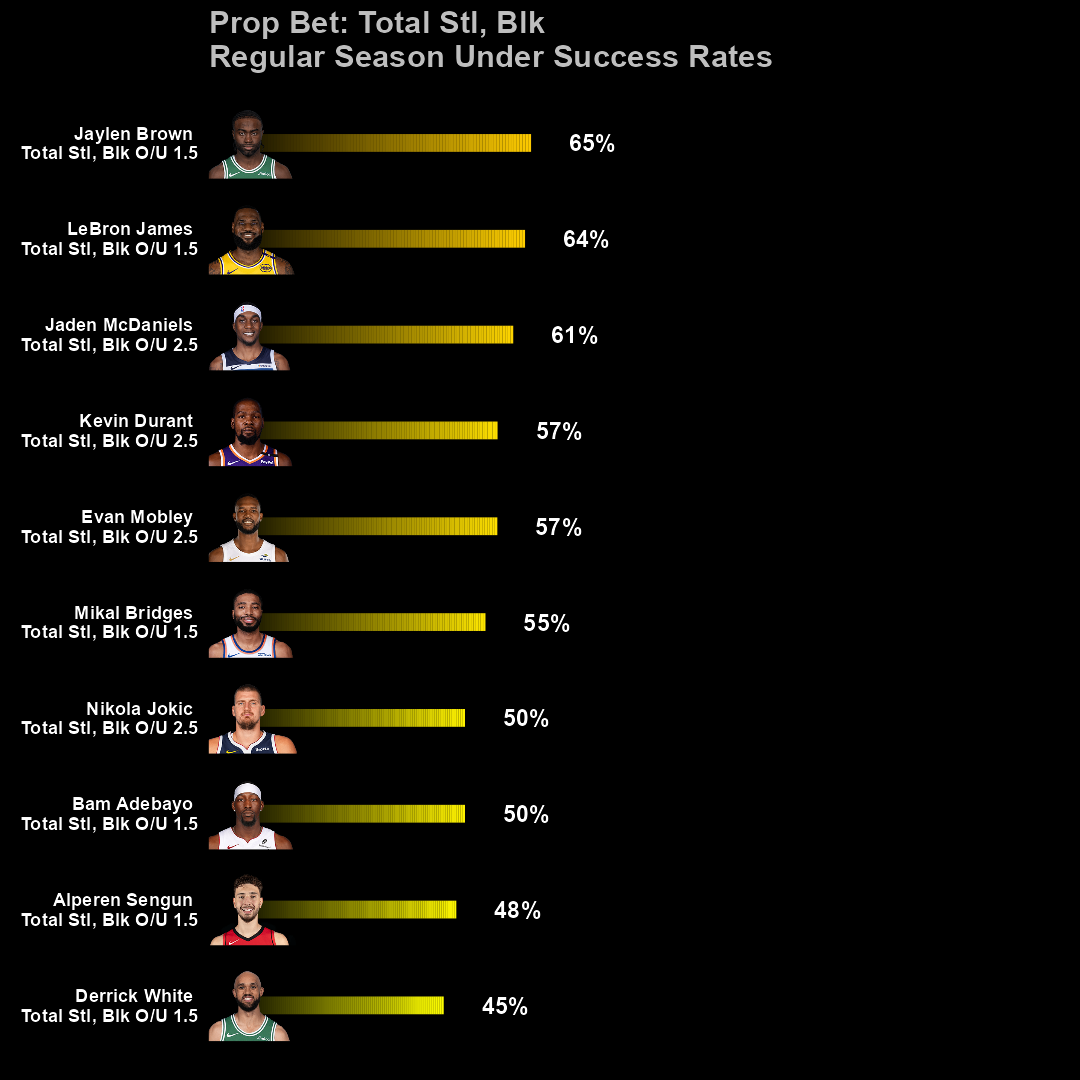 Prop Bet: Total Stl, Blk
Regular Season Under Success Rates
Jaylen Brown
Total Stl, Blk O/U 1.5
65%
LeBron James
Total Stl, Blk O/U 1.5
64%
Jaden McDaniels
Total Stl, Blk O/U 2.5
61%
Kevin Durant
Total Stl, Blk O/U 2.5
57%
Evan Mobley
Total Stl, Blk O/U 2.5
57%
Mikal Bridges
Total Stl, Blk O/U 1.5
55%
Nikola Jokic
Total Stl, Blk O/U 2.5
50%
Bam Adebayo
Total Stl, Blk O/U 1.5
50%
Alperen Sengun
Total Stl, Blk O/U 1.5
48%
Derrick White
Total Stl, Blk O/U 1.5
45%